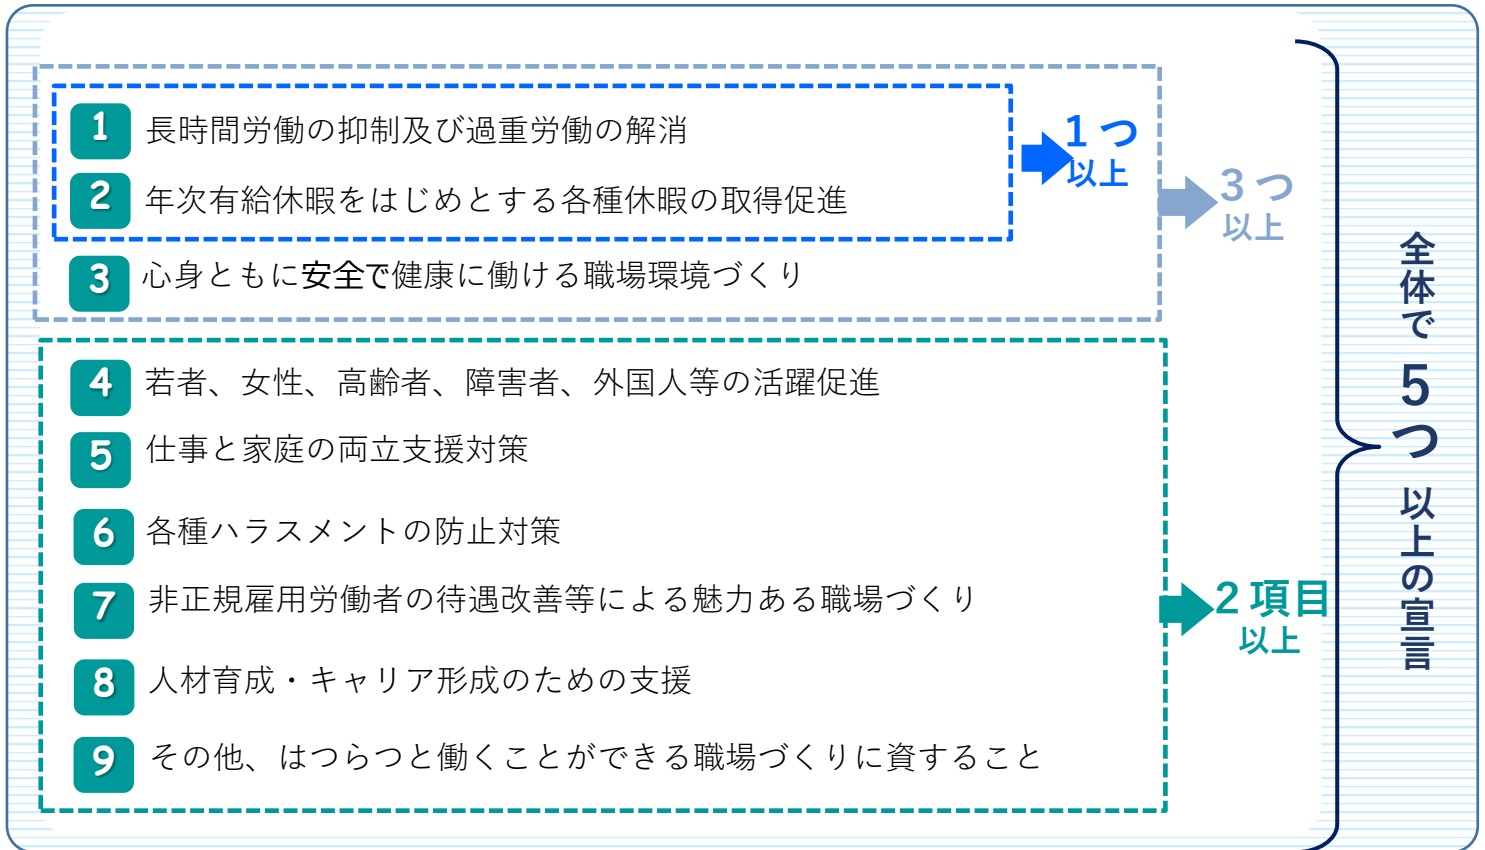 1 長時間労働の抑制及び過重労働の解消
2 年次有給休暇をはじめとする各種休暇の取得促進
１つ
以上
3 心身ともに安全で健康に働ける職場環境づくり
３つ
以上
4 若者、女性、高齢者、障害者、外国人等の活躍促進
5 仕事と家庭の両立支援対策
6 各種ハラスメントの防止対策
7 非正規雇用労働者の待遇改善等による魅力ある職場づくり
8 人材育成・キャリア形成のための支援
9 その他、はつらつと働くことができる職場づくりに資すること
２項目
以上
全体で５つ以上の宣言